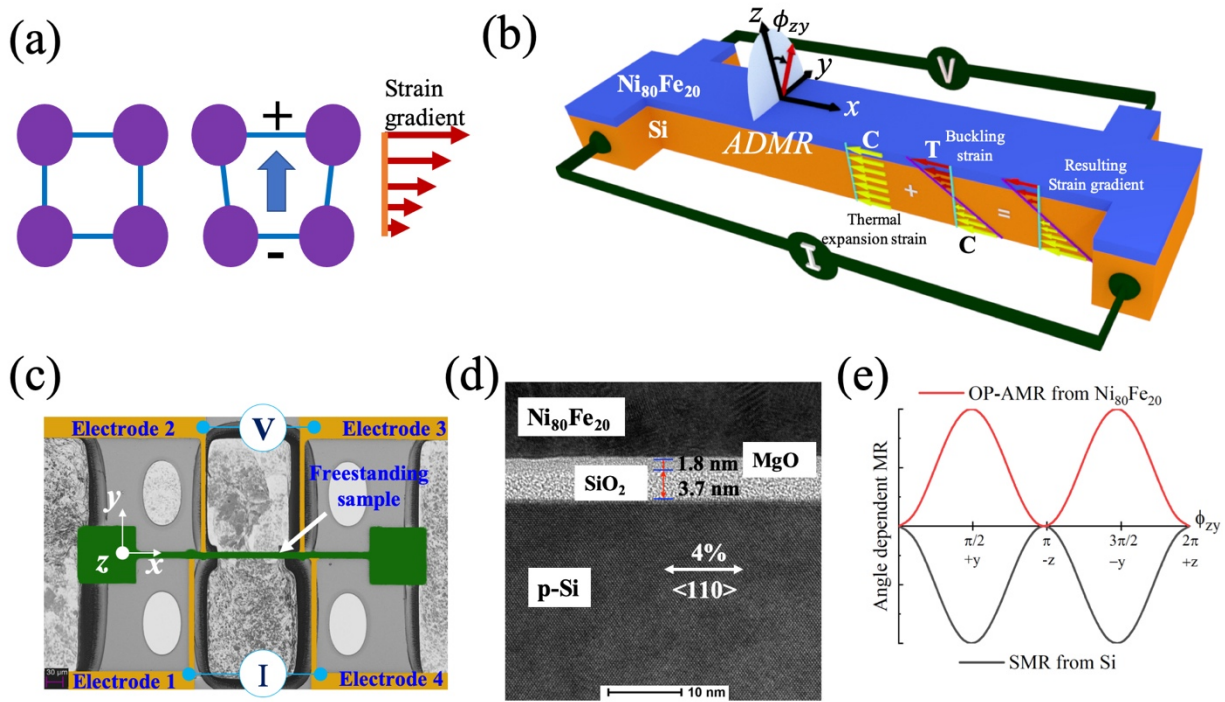 (a)
+
-
Strain
gradient
(b)
z
ϕzy
y
x
V
Ni80Fe20
Si
ADMR
C
T
Buckling
strain
+
=
Resulting
Strain gradient
Thermal
expansion strain
C
I
(c)
Electrode 2
V
Electrode 3
Freestanding
sample
y
z
x
30 μm
Electrode 1
I
Electrode 4
(d)
Ni80Fe20
MgO
1.8 nm
SiO2
3.7 nm
4%
<110>
p-Si
10 nm
(e)
OP-AMR from Ni80Fe20
Angle dependent MR
ϕzy
π/2
π
3π/2
2π
+y
-z
–y
+z
SMR from Si